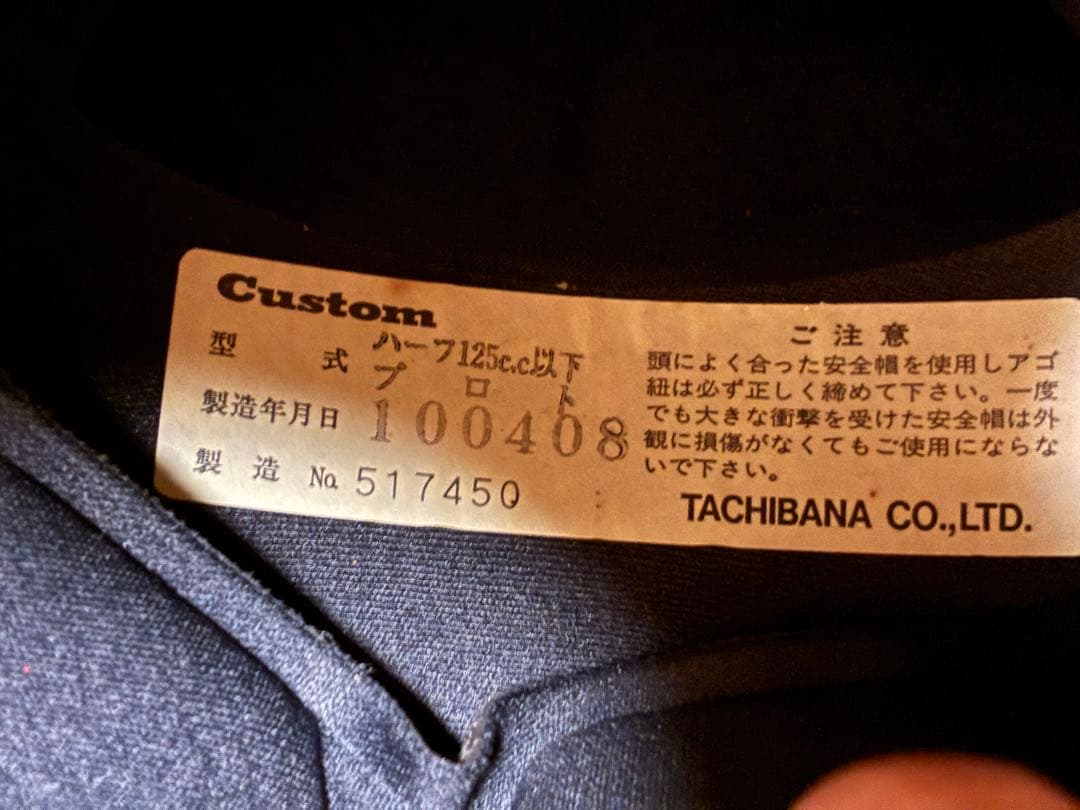 Custom
型式 ハーフ125c.c以下
プロト
製造年月日 100408
製造 No. 517450
ご注意
頭によく合った安全帽を使用しアゴ
紐は必ず正しく締めて下さい。一度
でも大きな衝撃を受けた安全帽は外
観に損傷がなくてもご使用にならな
いで下さい。
TACHIBANA CO.,LTD.